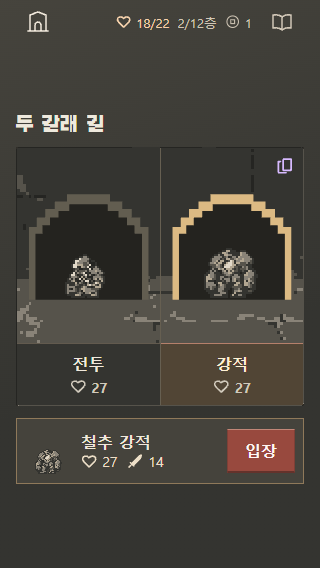 18/22 2/12층 1
두 갈래 길
전투 강적
27 27
철추 강적
27 14 입장